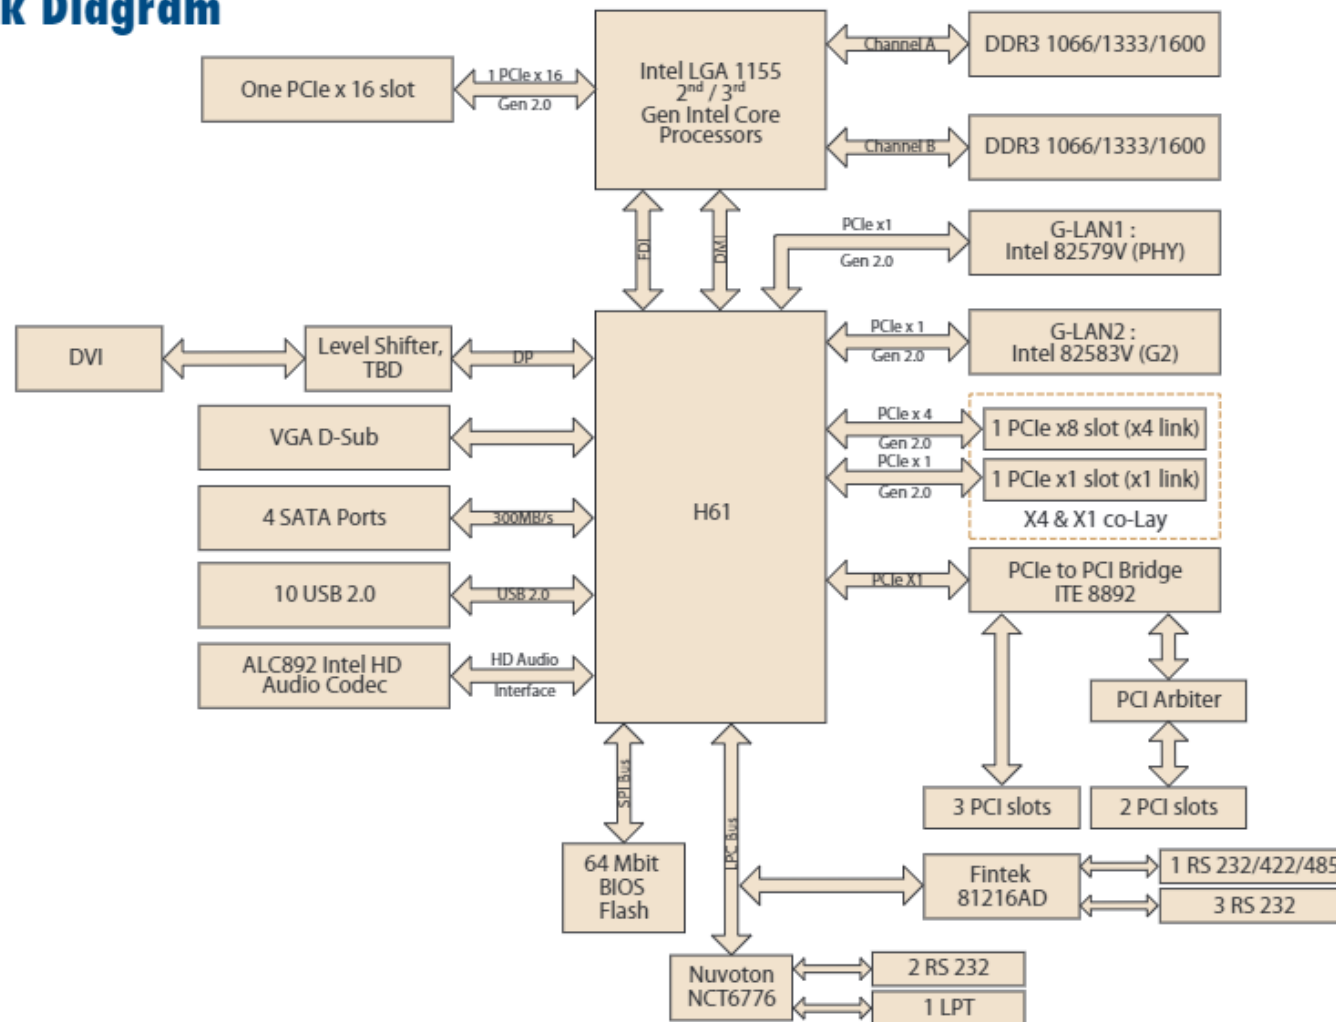 k Diagram
One PCIe x 16 slot
1 PCIe x 16
Gen 2.0
Intel LGA 1155
2nd / 3rd
Gen Intel Core
Processors
Channel A
DDR3 1066/1333/1600
Channel B
DDR3 1066/1333/1600
FDI
DMI
PCIe x1
Gen 2.0
G-LAN1 :
Intel 82579V (PHY)
DVI
Level Shifter,
TBD
DP
PCIe x 1
Gen 2.0
G-LAN2 :
Intel 82583V (G2)
VGA D-Sub
PCIe x 4
Gen 2.0
1 PCIe x8 slot (x4 link)
PCIe x 1
Gen 2.0
1 PCIe x1 slot (x1 link)
X4 & X1 co-Lay
4 SATA Ports
300MB/s
H61
10 USB 2.0
USB 2.0
PCIe X1
PCIe to PCI Bridge
ITE 8892
ALC892 Intel HD
Audio Codec
HD Audio
Interface
PCI Arbiter
SPI Bus
LPC Bus
3 PCI slots
2 PCI slots
64 Mbit
BIOS
Flash
Fintek
81216AD
1 RS 232/422/485
3 RS 232
Nuvoton
NCT6776
2 RS 232
1 LPT